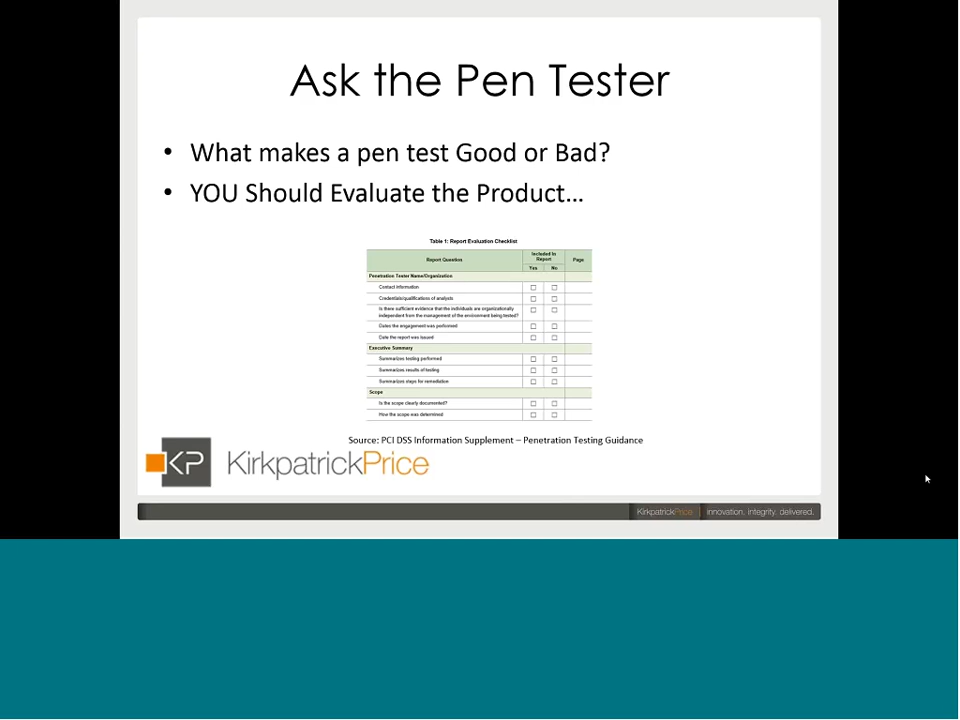 Ask the Pen Tester
• What makes a pen test Good or Bad?
• YOU Should Evaluate the Product...
Table 1: Report Evaluation Checklist
Report Question
Included in
Report
Page
Yes No
Penetration Tester Name/Organization
Contact information
Credentials/qualifications of analysts
Is there sufficient evidence that the individuals are organizationally
independent from the management of the environment being tested?
Dates the engagement was performed
Date the report was issued
Executive Summary
Summarizes testing performed
Summarizes results of testing
Summarizes steps for remediation
Scope
Is the scope clearly documented?
How the scope was determined
Source: PCI DSS Information Supplement – Penetration Testing Guidance
KP KirkpatrickPrice
KirkpatrickPrice innovation. integrity. delivered.